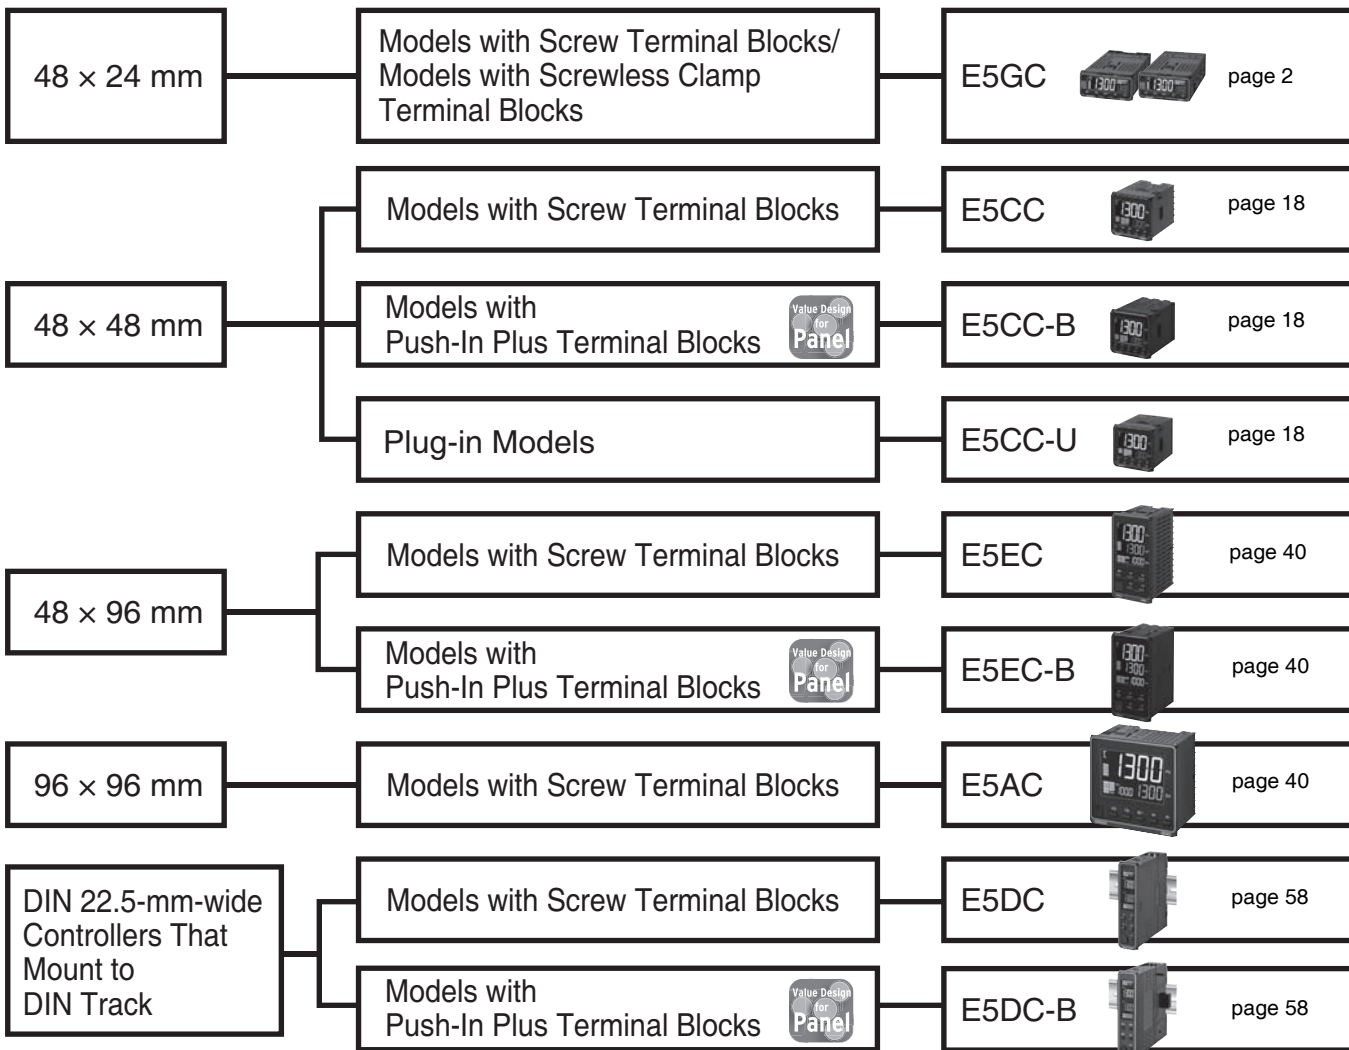 48 × 24 mm
Models with Screw Terminal Blocks/
Models with Screwless Clamp
Terminal Blocks
E5GC
1300
1300
page 2
48 × 48 mm
Models with Screw Terminal Blocks
E5CC
1300
page 18
Models with
Push-In Plus Terminal Blocks
Value Design
for
Panel
E5CC-B
1300
page 18
Plug-in Models
E5CC-U
1300
page 18
48 × 96 mm
Models with Screw Terminal Blocks
E5EC
1300
1300
1000
page 40
Models with
Push-In Plus Terminal Blocks
Value Design
for
Panel
E5EC-B
1300
1300
1000
page 40
96 × 96 mm
Models with Screw Terminal Blocks
E5AC
1300
1000 1300
page 40
DIN 22.5-mm-wide
Controllers That
Mount to
DIN Track
Models with Screw Terminal Blocks
E5DC
page 58
Models with
Push-In Plus Terminal Blocks
Value Design
for
Panel
E5DC-B
page 58